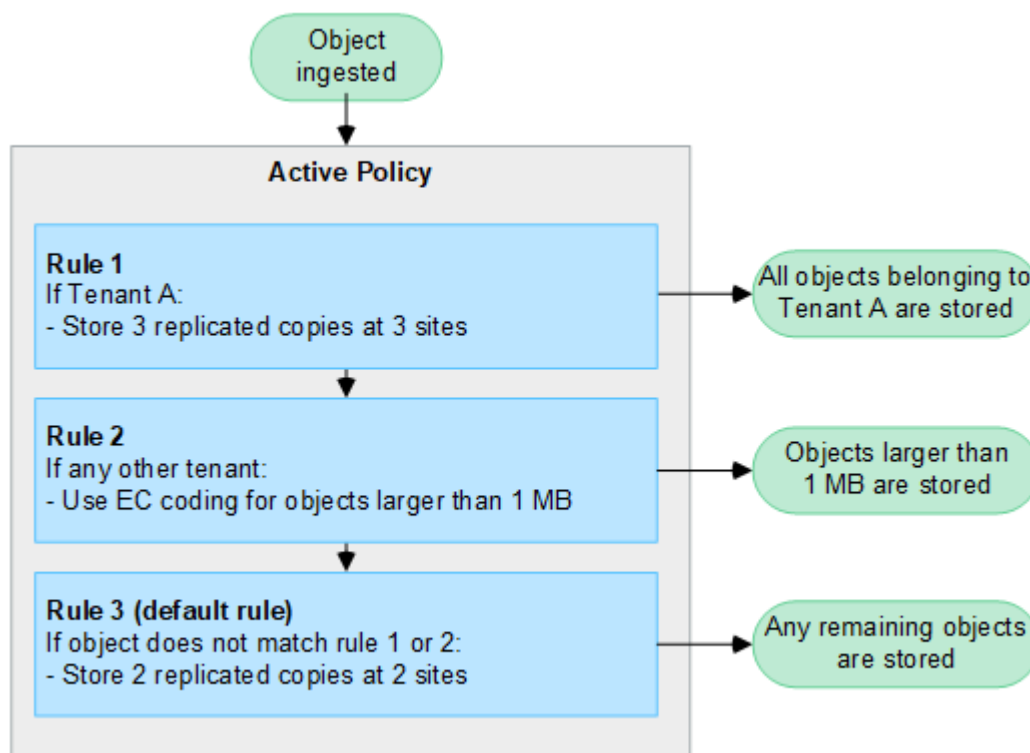 Object
ingested
Active Policy
Rule 1
If Tenant A:
- Store 3 replicated copies at 3 sites
All objects belonging to
Tenant A are stored
Rule 2
If any other tenant:
- Use EC coding for objects larger than 1 MB
Objects larger than
1 MB are stored
Rule 3 (default rule)
If object does not match rule 1 or 2:
- Store 2 replicated copies at 2 sites
Any remaining objects
are stored